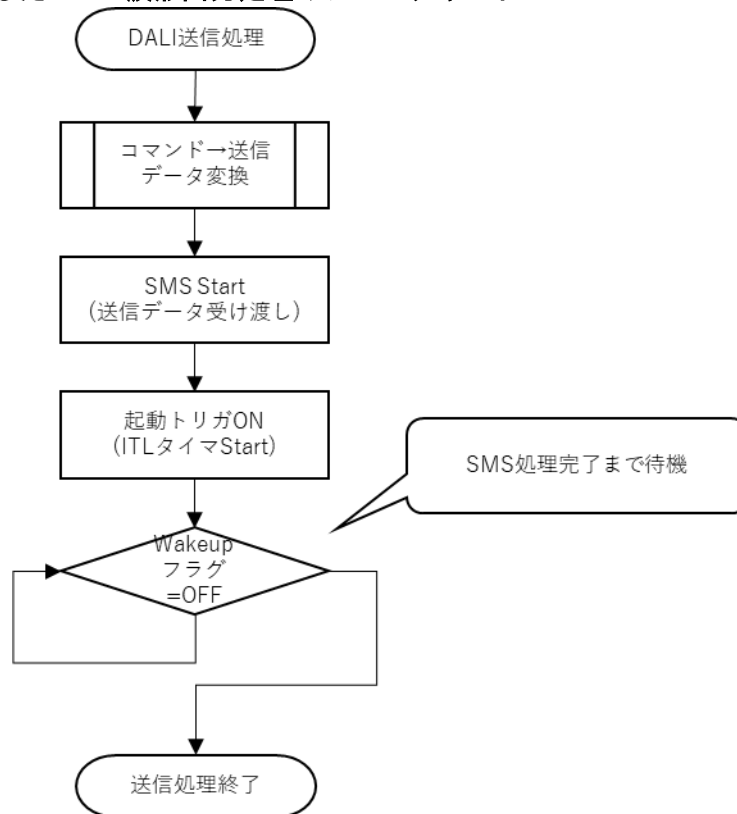 DALI送信処理
コマンド→送信
データ変換
SMS Start
(送信データ受け渡し)
起動トリガON
(ITLタイマStart)
SMS処理完了まで待機
Wakeup
フラグ
=OFF
送信処理終了